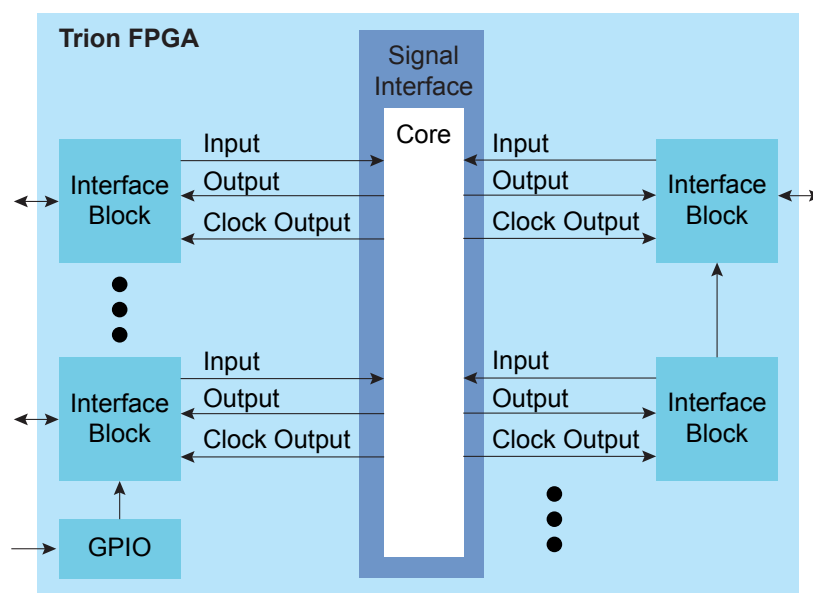 Trion FPGA
Signal
Interface
Core
Input
Output
Clock Output
Interface
Block
Input
Output
Clock Output
Interface
Block
Input
Output
Clock Output
Interface
Block
Input
Output
Clock Output
Interface
Block
GPIO